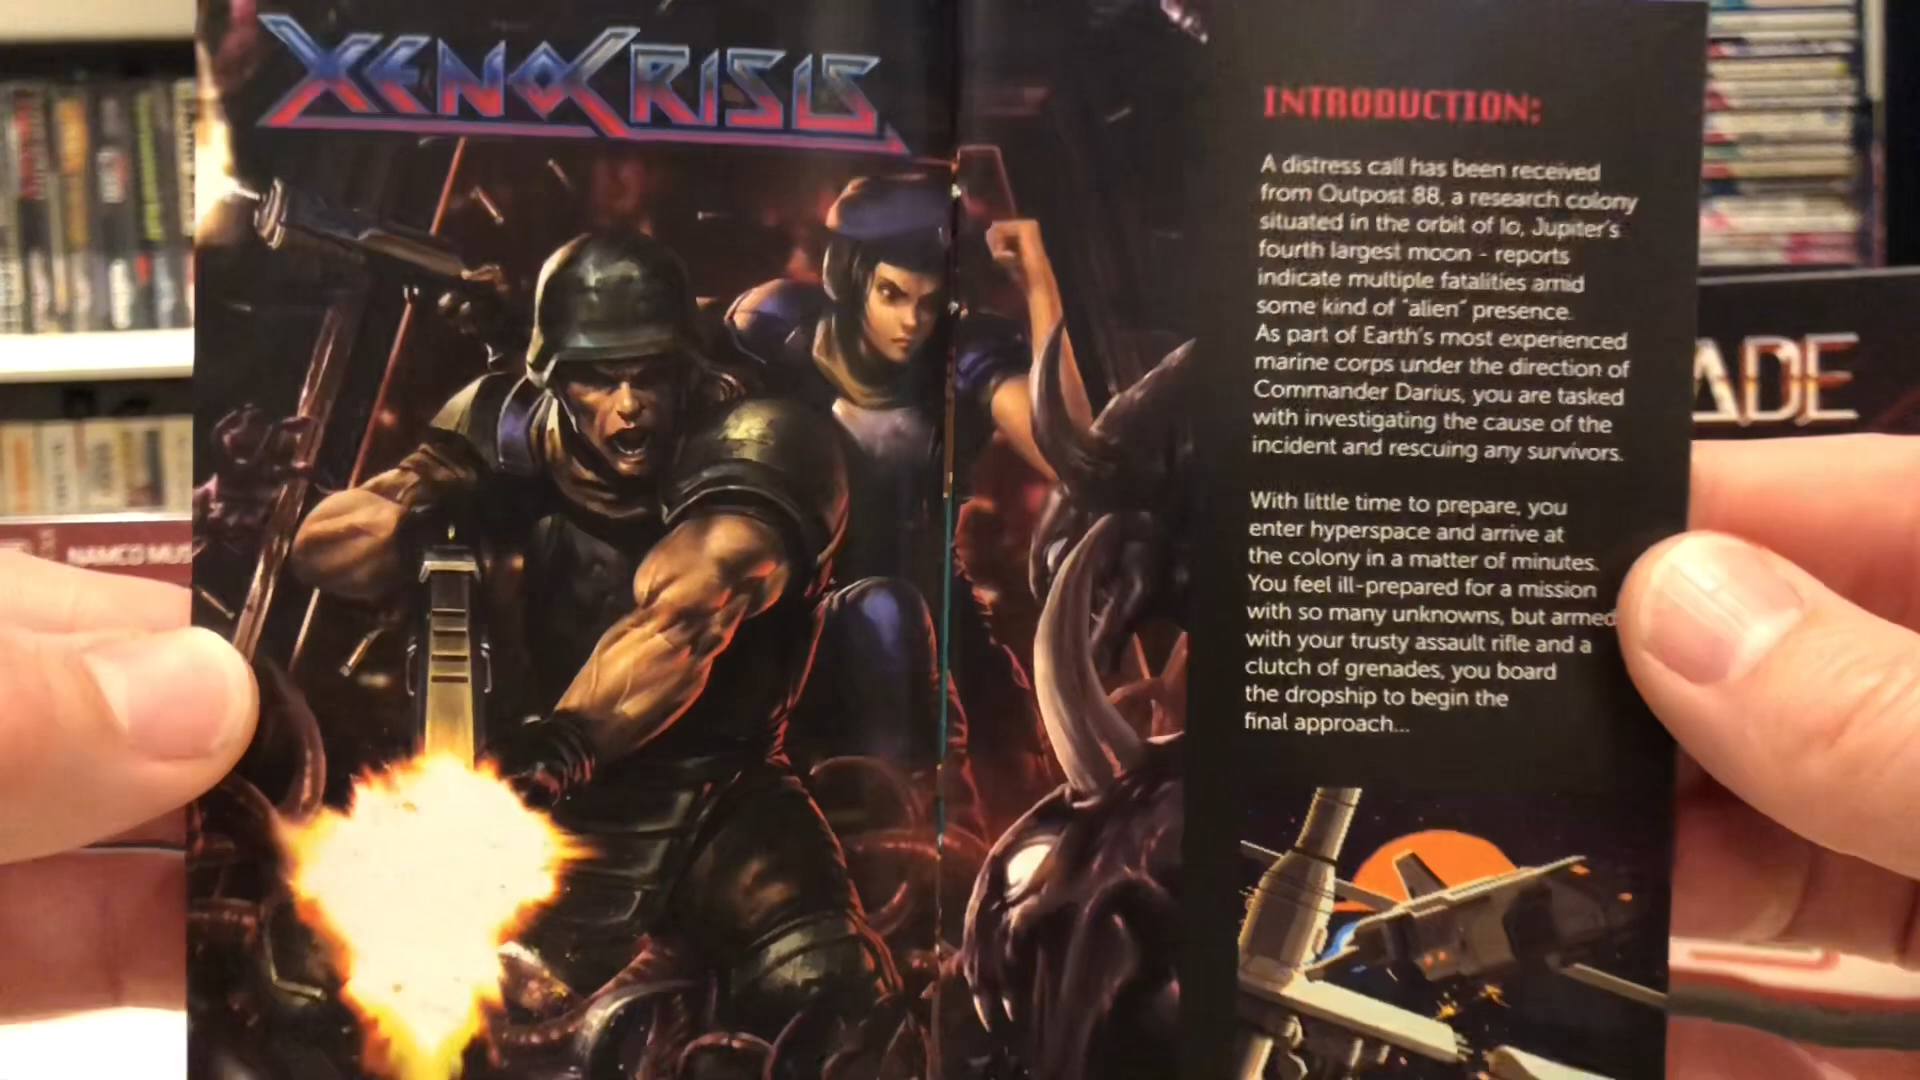 XENOCRISIS
INTRODUCTION:
A distress call has been received
from Outpost 88, a research colony
situated in the orbit of Io, Jupiter's
fourth largest moon - reports
indicate multiple fatalities amid
some kind of "alien" presence.
As part of Earth's most experienced
marine corps under the direction of
Commander Darius, you are tasked
with investigating the cause of the
incident and rescuing any survivors.
With little time to prepare, you
enter hyperspace and arrive at
the colony in a matter of minutes.
You feel ill-prepared for a mission
with so many unknowns, but armed
with your trusty assault rifle and a
clutch of grenades, you board
the dropship to begin the
final approach...
ADE
NAMCO MUS